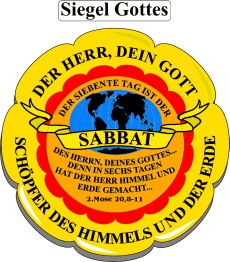 Siegel Gottes
DER HERR, DEIN GOTT
DER SIEBENTE TAG IST DER
SABBAT
DES HERRN, DEINES GOTTES...
DENN IN SECHS TAGEN
HAT DER HERR HIMMEL UND
ERDE GEMACHT...
2.Mose 20,8-11
SCHÖPFER DES HIMMELS UND DER ERDE